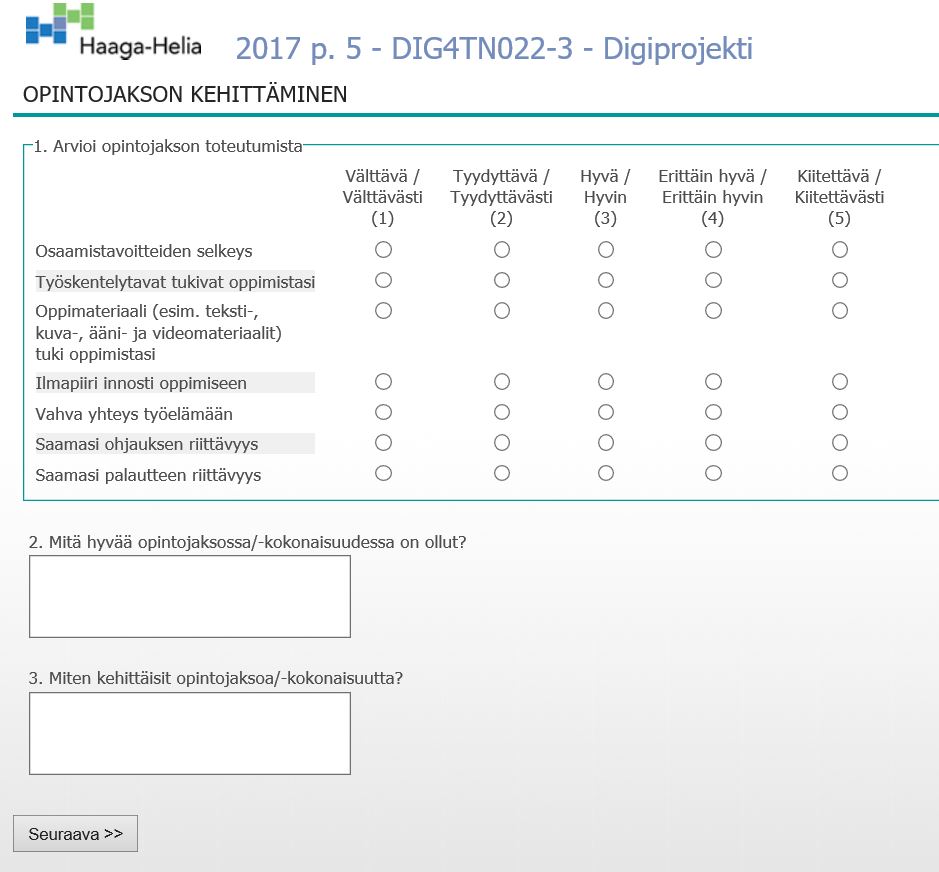 Haaga-Helia
2017 p. 5 - DIG4TN022-3 - Digiprojekti
OPINTOJAKSON KEHITTÄMINEN
1. Arvioi opintojakson toteutumista
Välttävä / Tyydyttävä / Hyvä / Erittäin hyvä / Kiitettävä /
Välttävästi Tyydyttävästi Hyvin Erittäin hyvin Kiitettävästi
(1) (2) (3) (4) (5)
Osaamistavoitteiden selkeys
Työskentelytavat tukivat oppimistasi
Oppimateriaali (esim. teksti-,
kuva-, ääni- ja videomateriaalit)
tuki oppimistasi
Ilmapiiri innosti oppimiseen
Vahva yhteys työelämään
Saamasi ohjauksen riittävyys
Saamasi palautteen riittävyys
2. Mitä hyvää opintojaksossa/-kokonaisuudessa on ollut?
3. Miten kehittäisit opintojaksoa/-kokonaisuutta?
Seuraava >>